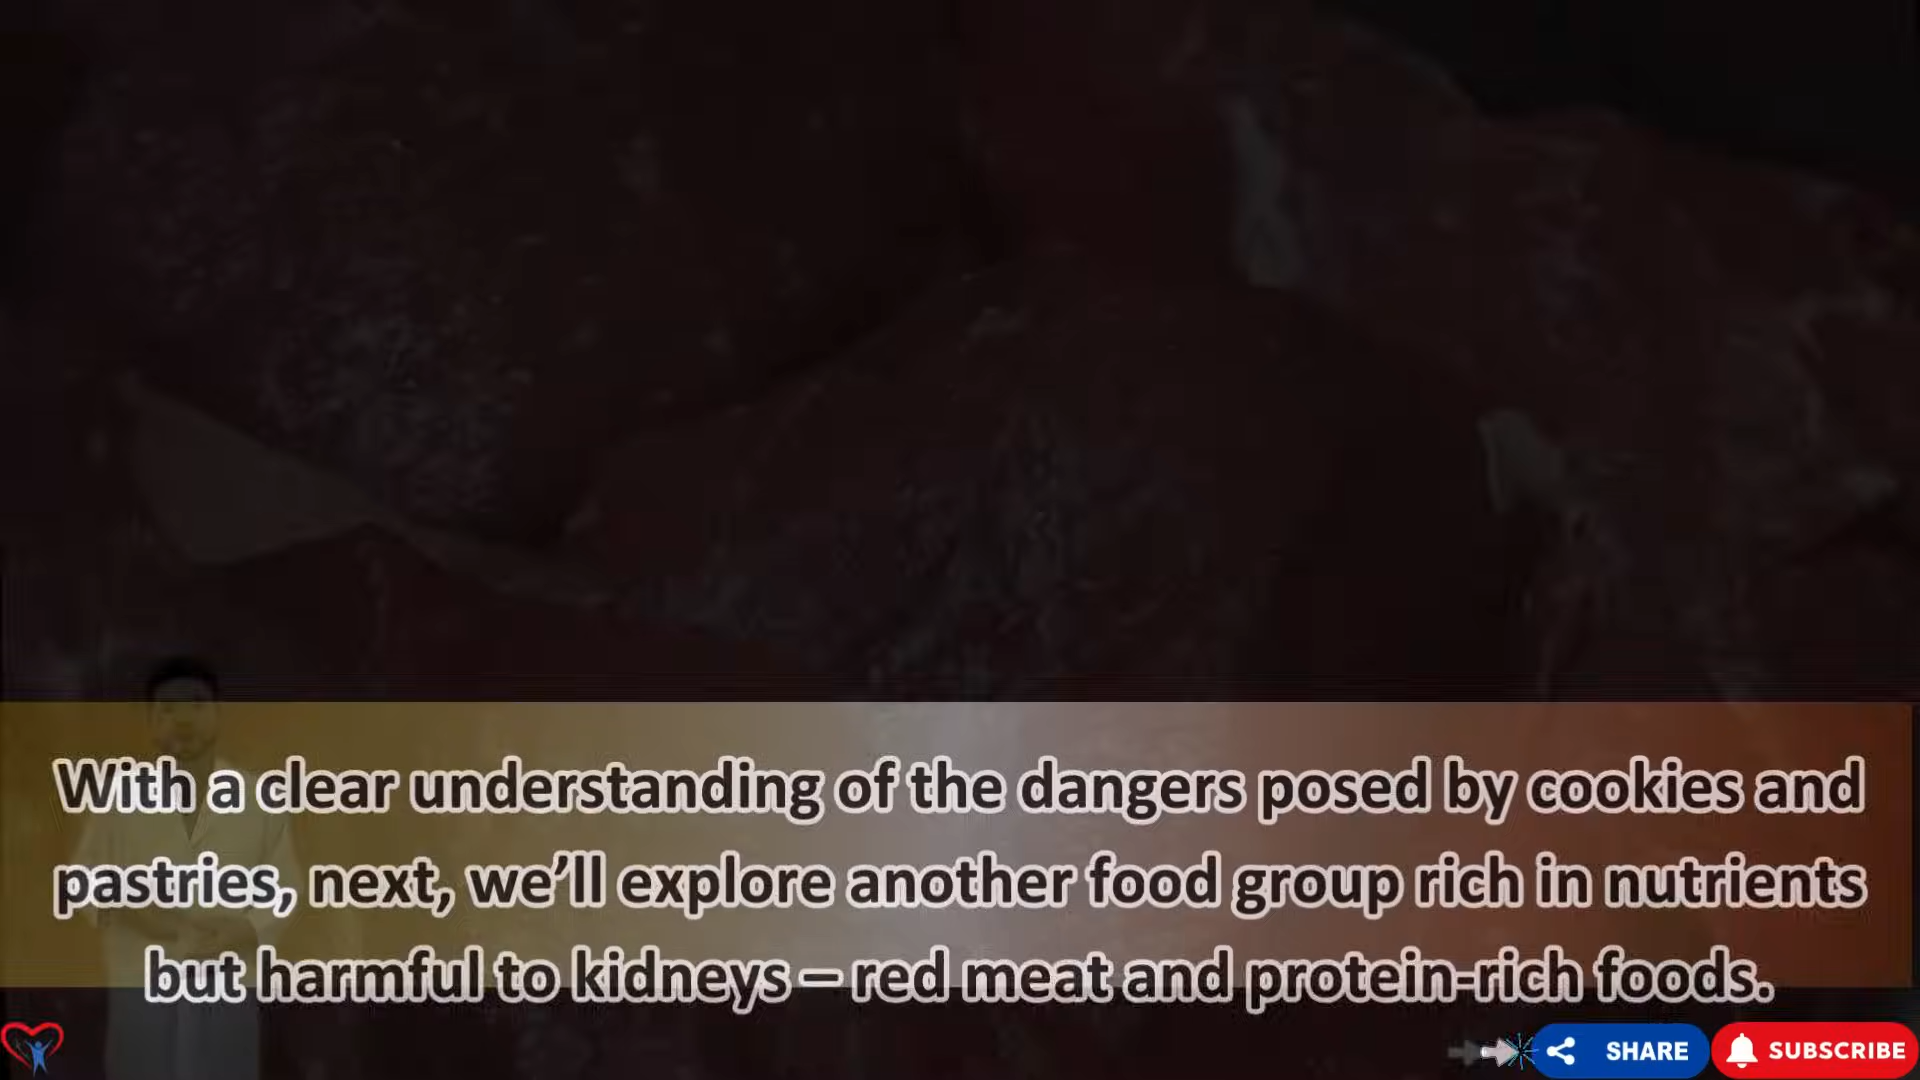 With a clear understanding of the dangers posed by cookies and
pastries, next, we’ll explore another food group rich in nutrients
but harmful to kidneys – red meat and protein-rich foods.
SHARE
SUBSCRIBE